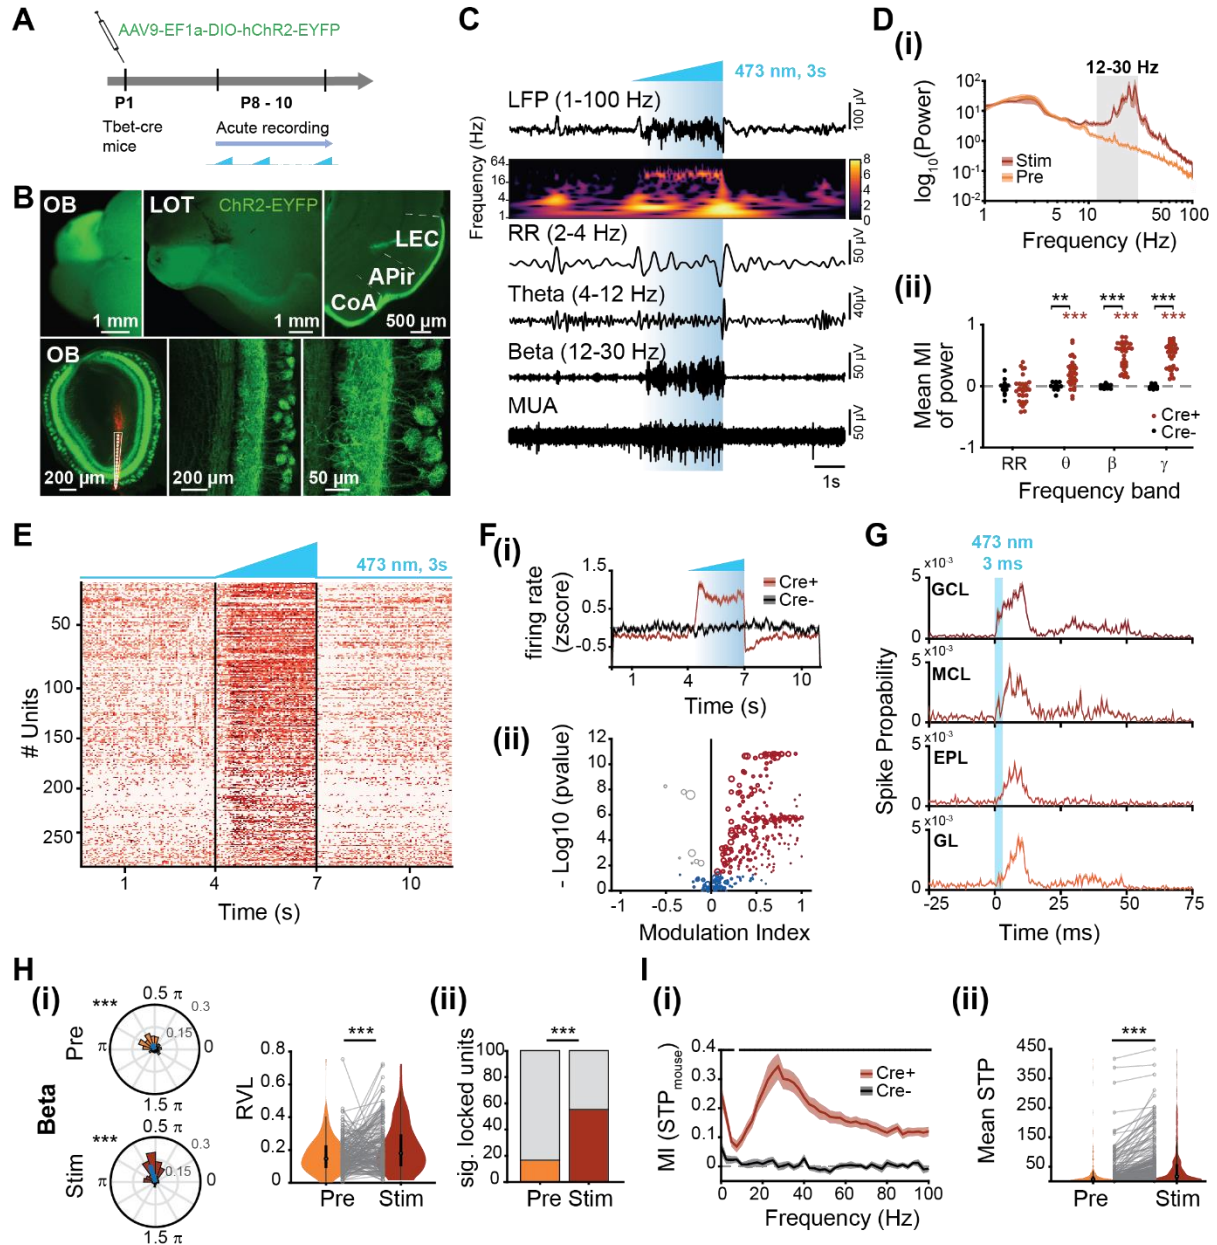 A
AAV9-EF1a-DIO-hChR2-EYFP
P1
P8 - 10
Tbet-cre
mice
Acute recording
B
OB
LOT
ChR2-EYFP
LEC
APir
CoA
1 mm
1 mm
500 µm
OB
200 µm
200 µm
50 µm
C
473 nm, 3s
LFP (1-100 Hz)
100 µV
Frequency (Hz)
64
16
4
1
8
6
4
2
0
RR (2-4 Hz)
50 µV
Theta (4-12 Hz)
40µV
Beta (12-30 Hz)
50 µV
MUA
50 µV
1s
D
(i)
12-30 Hz
log10(Power)
10²
10¹
10⁰
10⁻¹
10⁻²
Stim
Pre
1
5
10
50
100
Frequency (Hz)
(ii)
** *** ***
*** *** ***
Mean MI
of power
1
0
-1
Cre+
Cre-
RR θ β γ
Frequency band
E
473 nm, 3s
# Units
50
100
150
200
250
1 4 7 10
Time (s)
F
(i)
firing rate
(zscore)
1.5
0.5
-0.5
Cre+
Cre-
1 4 7 10
Time (s)
(ii)
- Log10 (pvalue)
12
10
8
6
4
2
0
-1 -0.5 0 0.5 1
Modulation Index
G
473 nm
3 ms
Spike Propability
x10⁻³
5
GCL
0
x10⁻³
5
MCL
0
x10⁻³
5
EPL
0
x10⁻³
5
GL
0
-25 0 25 50 75
Time (ms)
H
(i)
Beta
Pre
***
0.5 π
0.3
0.15
π
0
1.5 π
Stim
***
0.5 π
0.3
0.15
π
0
1.5 π
***
RVL
0.8
0.6
0.4
0.2
0
Pre Stim
(ii)
***
sig. locked units
100
80
60
40
20
0
Pre Stim
I
(i)
MI (STPmouse)
0.4
0.3
0.2
0.1
0
Cre+
Cre-
0 20 40 60 80 100
Frequency (Hz)
(ii)
***
Mean STP
450
350
250
150
50
Pre Stim